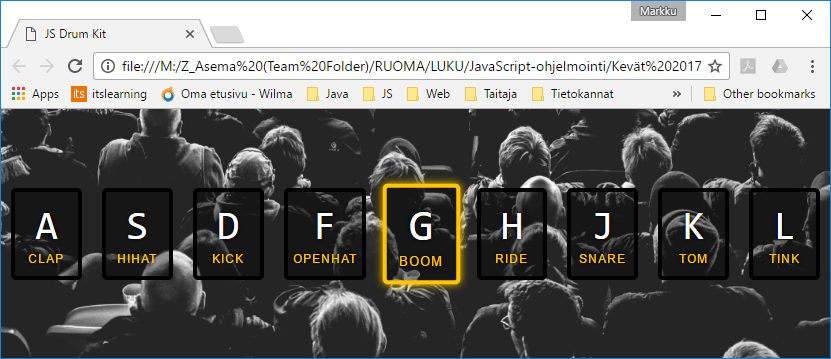 Markku
JS Drum Kit
file:///M:/Z_Asema%20(Team%20Folder)/RUOMA/LUKU/JavaScript-ohjelmointi/Kevät%202017
Apps its itslearning Oma etusivu - Wilma Java JS Web Taitaja Tietokannat » Other bookmarks
A S D F G H J K L
CLAP HIHAT KICK OPENHAT BOOM RIDE SNARE TOM TINK